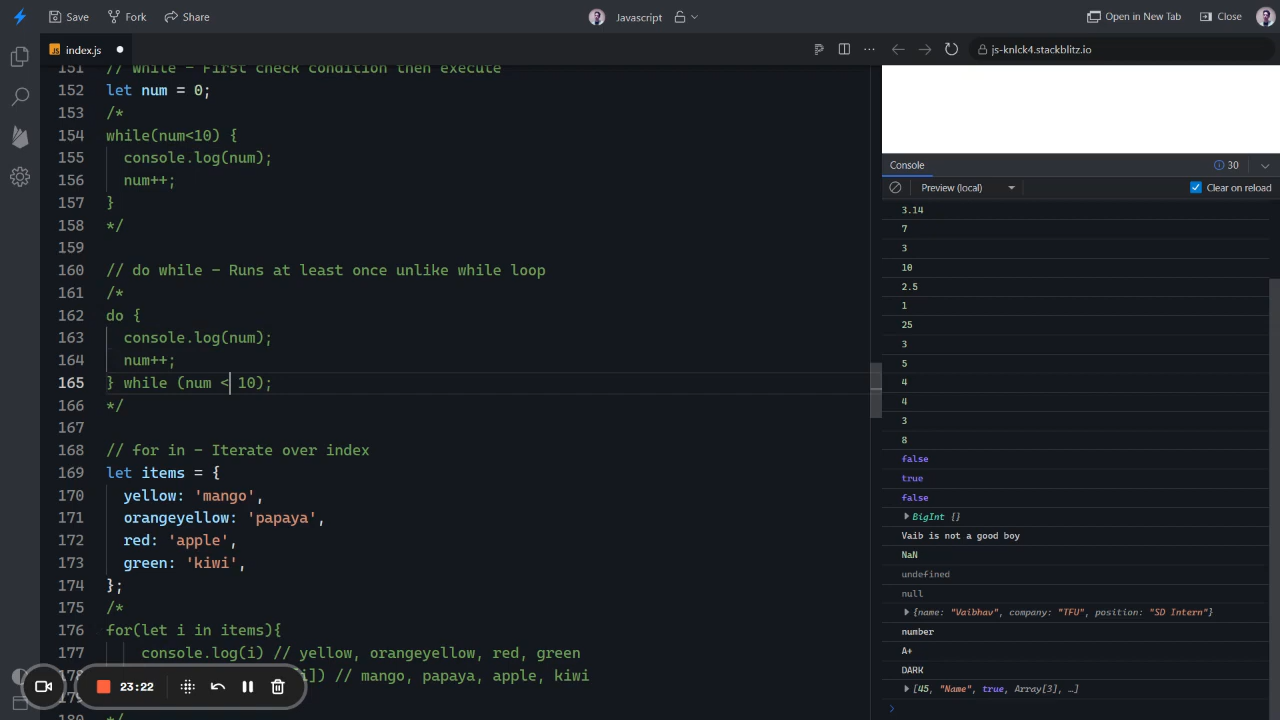 Save Fork Share Javascript Open in New Tab Close
JS index.js js-knlck4.stackblitz.io
151 // while - First check condition then execute
152 let num = 0;
153 /*
154 while(num<10) {
155 console.log(num);
156 num++;
157 }
158 */
159
160 // do while - Runs at least once unlike while loop
161 /*
162 do {
163 console.log(num);
164 num++;
165 } while (num < 10);
166 */
167
168 // for in - Iterate over index
169 let items = {
170 yellow: 'mango',
171 orangeyellow: 'papaya',
172 red: 'apple',
173 green: 'kiwi',
174 };
175 /*
176 for(let i in items){
177 console.log(i) // yellow, orangeyellow, red, green
i]) // mango, papaya, apple, kiwi
*/
23:22
Console 30
Preview (local) Clear on reload
3.14
7
3
10
2.5
1
25
3
5
4
4
3
8
false
true
false
BigInt {}
Vaib is not a good boy
NaN
undefined
null
{name: "Vaibhav", company: "TFU", position: "SD Intern"}
number
A+
DARK
[45, "Name", true, Array[3], …]